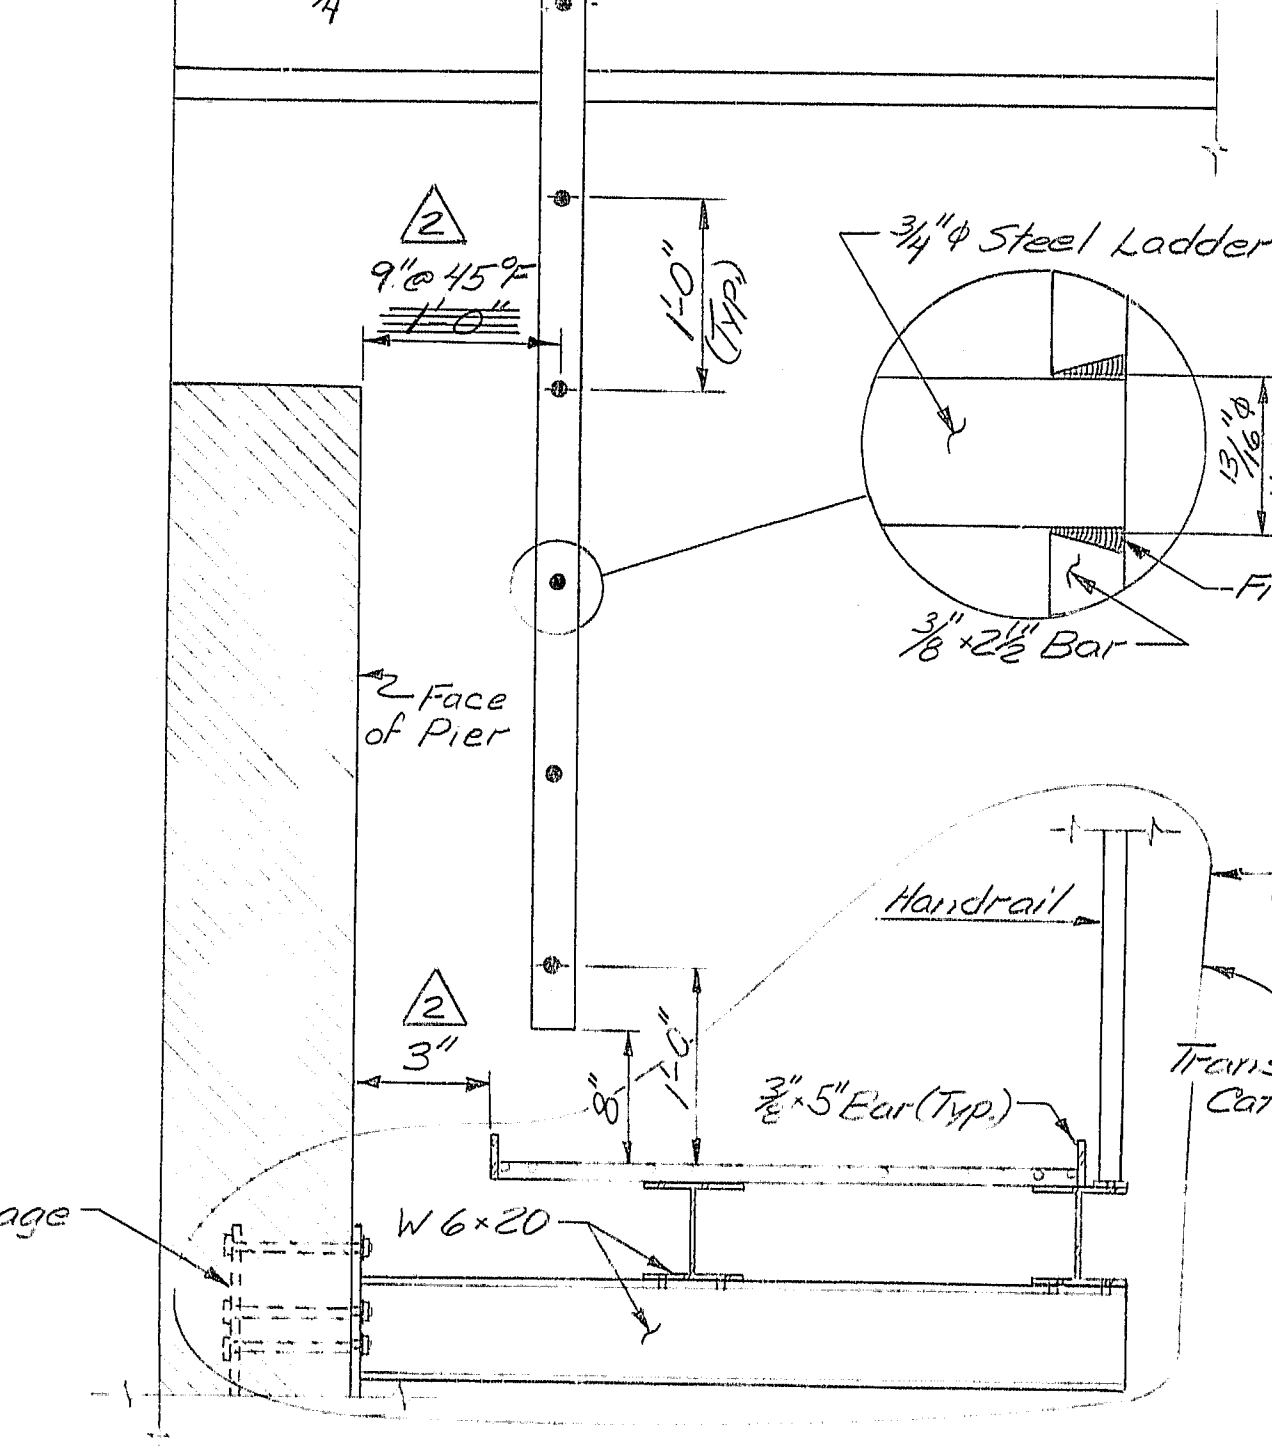 2
9" @ 45°F
1'-0"
1'-0"
(Typ.)
3/4"ϕ Steel Ladder
13/16"ϕ
3/8" × 2 1/2" Bar
Face
of Pier
Handrail
2
3"
8"
1'-0"
3/8" × 5" Bar (Typ.)
W 6×20